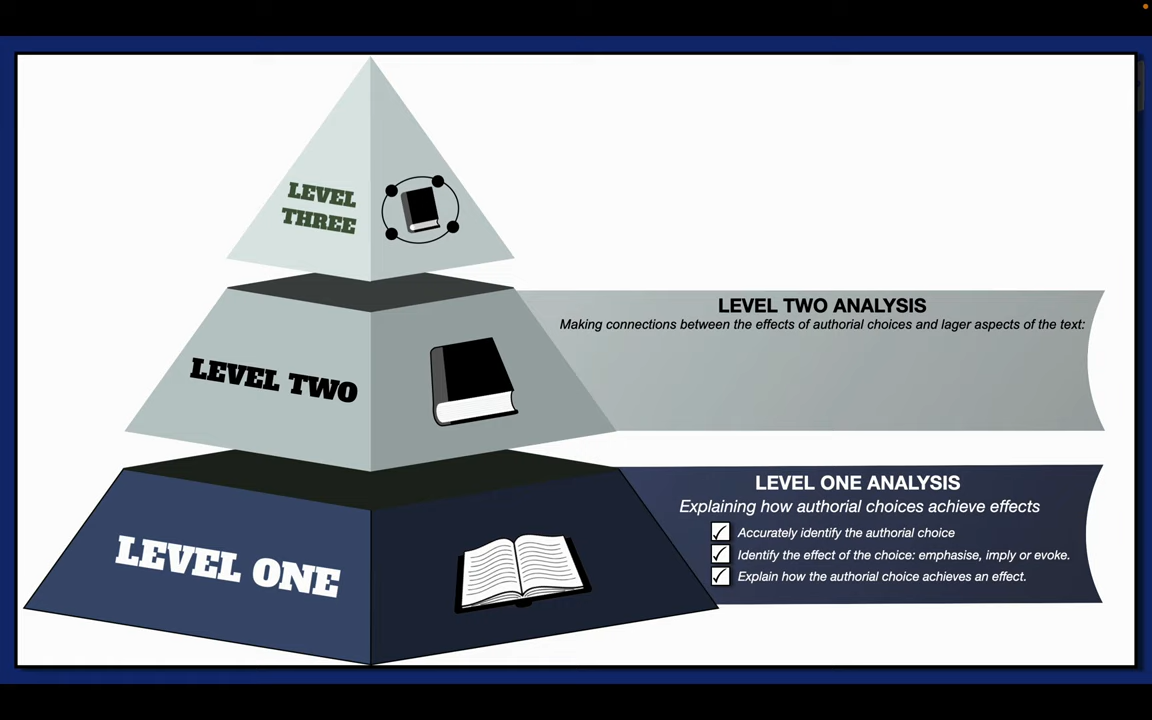 LEVEL
THREE
LEVEL TWO ANALYSIS
Making connections between the effects of authorial choices and lager aspects of the text:
LEVEL TWO
LEVEL ONE ANALYSIS
Explaining how authorial choices achieve effects
Accurately identify the authorial choice
Identify the effect of the choice: emphasise, imply or evoke.
Explain how the authorial choice achieves an effect.
LEVEL ONE